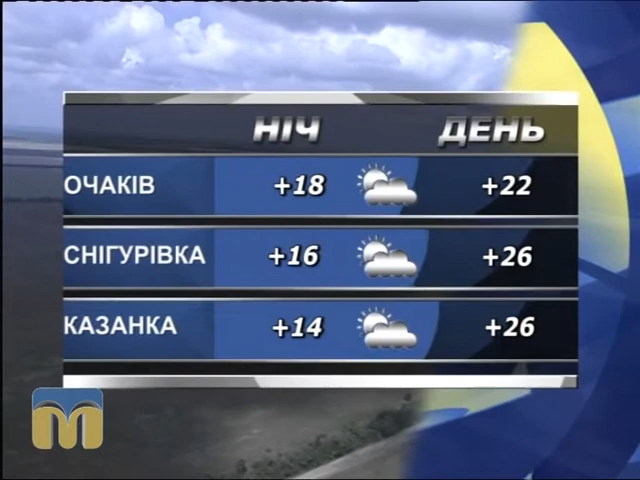 НІЧ ДЕНЬ
ОЧАКІВ +18 +22
СНІГУРІВКА +16 +26
КАЗАНКА +14 +26
М